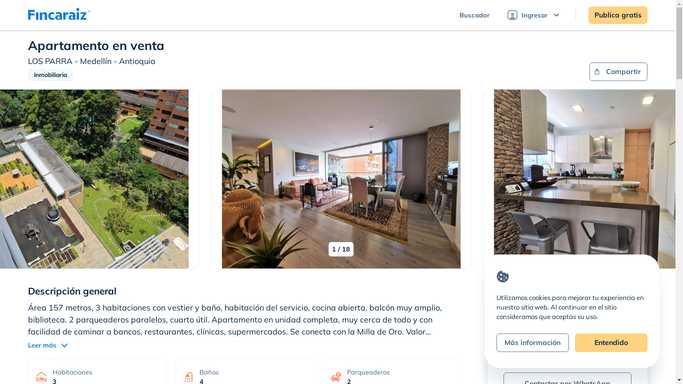 Fincaraiz
Buscador
Ingresar
Publica gratis
Apartamento en venta
LOS PARRA - Medellín - Antioquia
Inmobiliaria
Compartir
1 / 18
Descripción general
Área 157 metros, 3 habitaciones con vestier y baño, habitación del servicio, cocina abierta, balcón muy amplio,
biblioteca. 2 parqueaderos paralelos, cuarto útil. Apartamento en unidad completa, muy cerca de todo y con
facilidad de caminar a bancos, restaurantes, clínicas, supermercados. Se conecta con la Milla de Oro. Valor...
Leer más
Habitaciones
3
Baños
4
Parqueaderos
2
Utilizamos cookies para mejorar tu experiencia en
nuestro sitio web. Al continuar en el sitio
consideramos que aceptas su uso.
Más información
Entendido
Contactar por WhatsApp